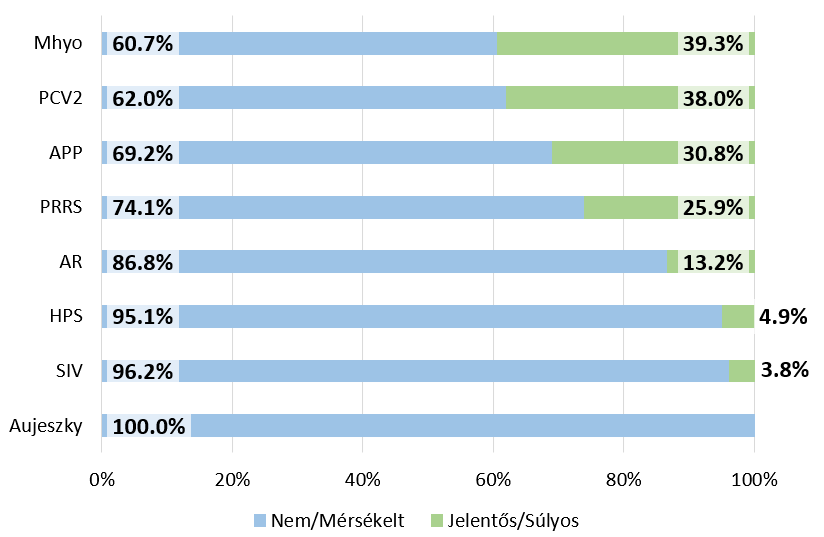 Mhyo 60.7% 39.3%
PCV2 62.0% 38.0%
APP 69.2% 30.8%
PRRS 74.1% 25.9%
AR 86.8% 13.2%
HPS 95.1% 4.9%
SIV 96.2% 3.8%
Aujeszky 100.0%
0% 20% 40% 60% 80% 100%
Nem/Mérsékelt Jelentős/Súlyos